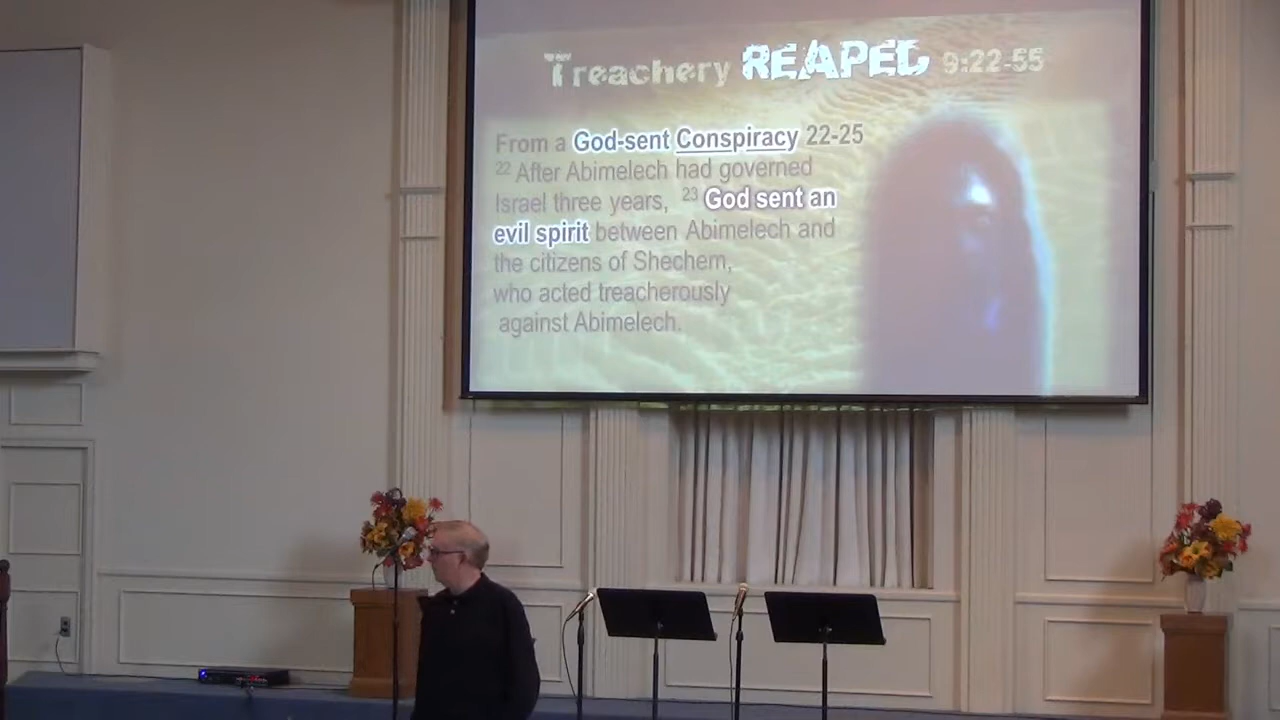 Treachery REAPED 9:22-55
From a God-sent Conspiracy 22-25
22 After Abimelech had governed
Israel three years, 23 God sent an
evil spirit between Abimelech and
the citizens of Shechem,
who acted treacherously
against Abimelech.